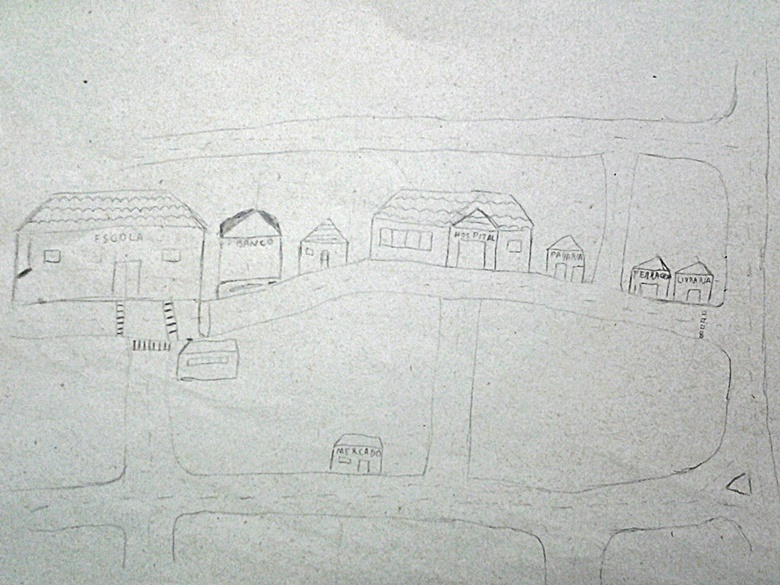 ESCOLA
BANCO
HOSPITAL
PADARIA
LIVRARIA
MERCADO